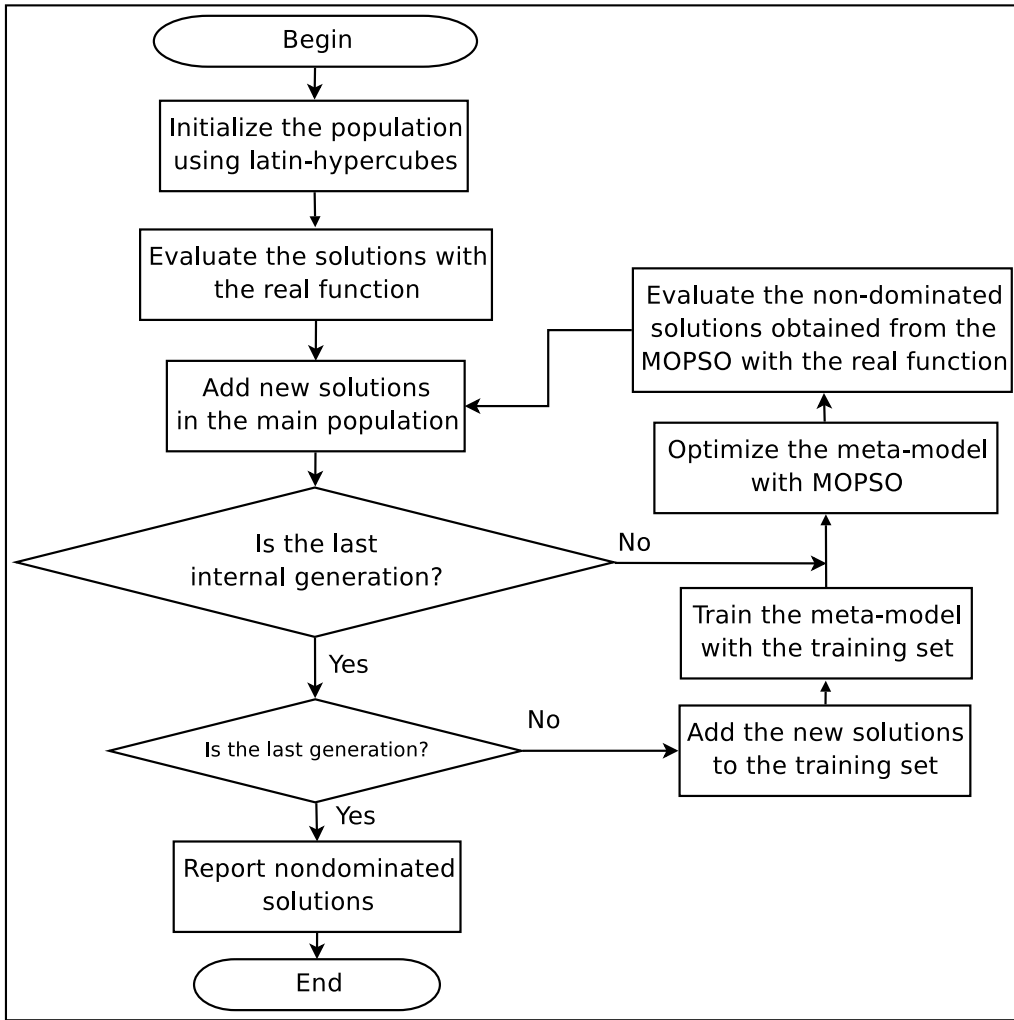 Begin
Initialize the population
using latin-hypercubes
Evaluate the solutions with
the real function
Add new solutions
in the main population
Is the last
internal generation?
No
Yes
Is the last generation?
No
Yes
Report nondominated
solutions
End
Evaluate the non-dominated
solutions obtained from the
MOPSO with the real function
Optimize the meta-model
with MOPSO
Train the meta-model
with the training set
Add the new solutions
to the training set